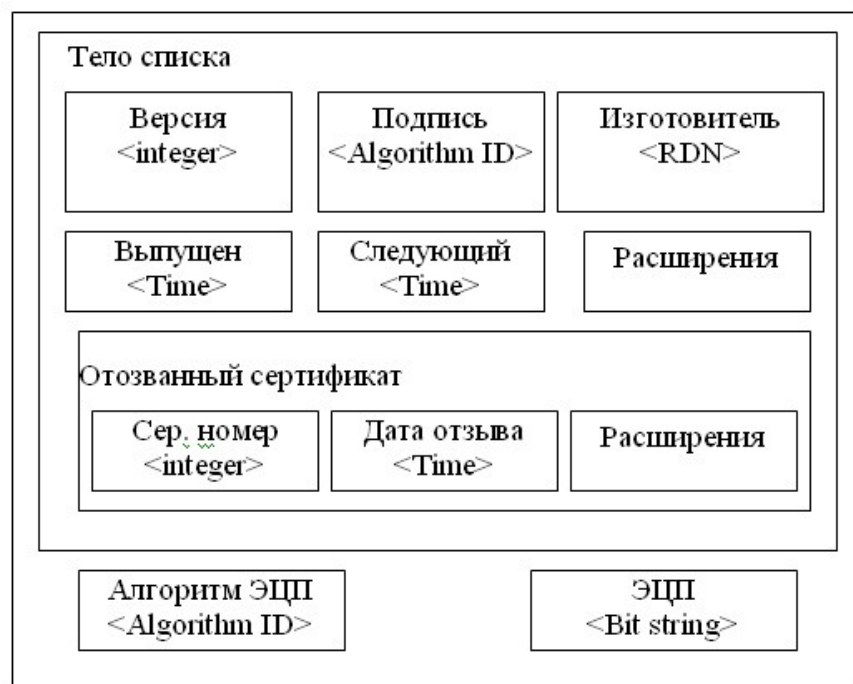 Тело списка
Версия
<integer>
Подпись
<Algorithm ID>
Изготовитель
<RDN>
Выпущен
<Time>
Следующий
<Time>
Расширения
Отозванный сертификат
Сер. номер
<integer>
Дата отзыва
<Time>
Расширения
Алгоритм ЭЦП
<Algorithm ID>
ЭЦП
<Bit string>